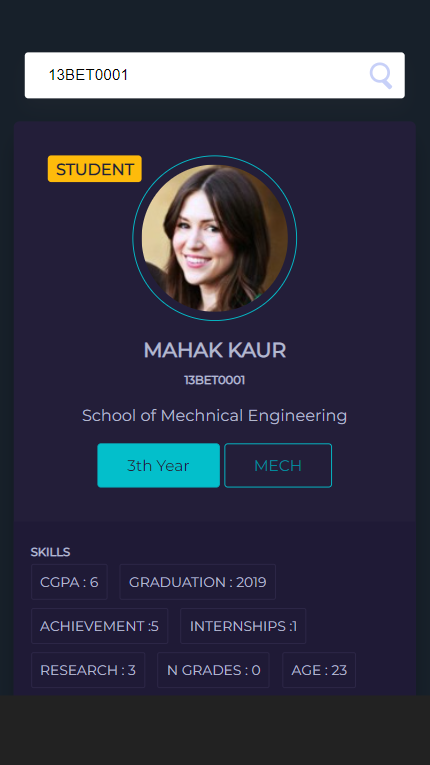 13BET0001
STUDENT
MAHAK KAUR
13BET0001
School of Mechnical Engineering
3th Year MECH
SKILLS
CGPA : 6 GRADUATION : 2019
ACHIEVEMENT :5 INTERNSHIPS :1
RESEARCH : 3 N GRADES : 0 AGE : 23